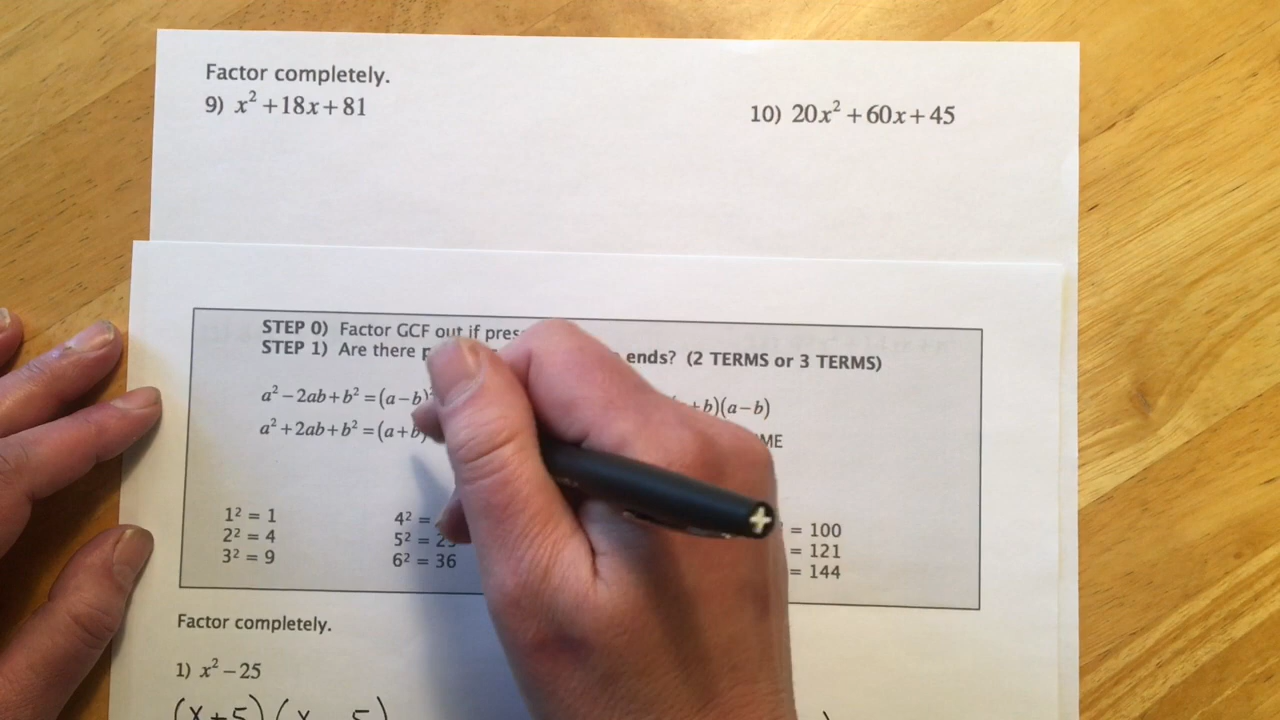 Factor completely.
9) x² + 18x + 81
10) 20x² + 60x + 45
STEP 0) Factor GCF out if
STEP 1) Are there ends? (2 TERMS or 3 TERMS)
a² − 2ab + b² = (a − b)
+ b)(a − b)
a² + 2ab + b² = (a + b)
1² = 1
2² = 4
3² = 9
4² =
5² = 25
6² = 36
= 100
= 121
= 144
Factor completely.
1) x² − 25
(x + 5)(x − 5)